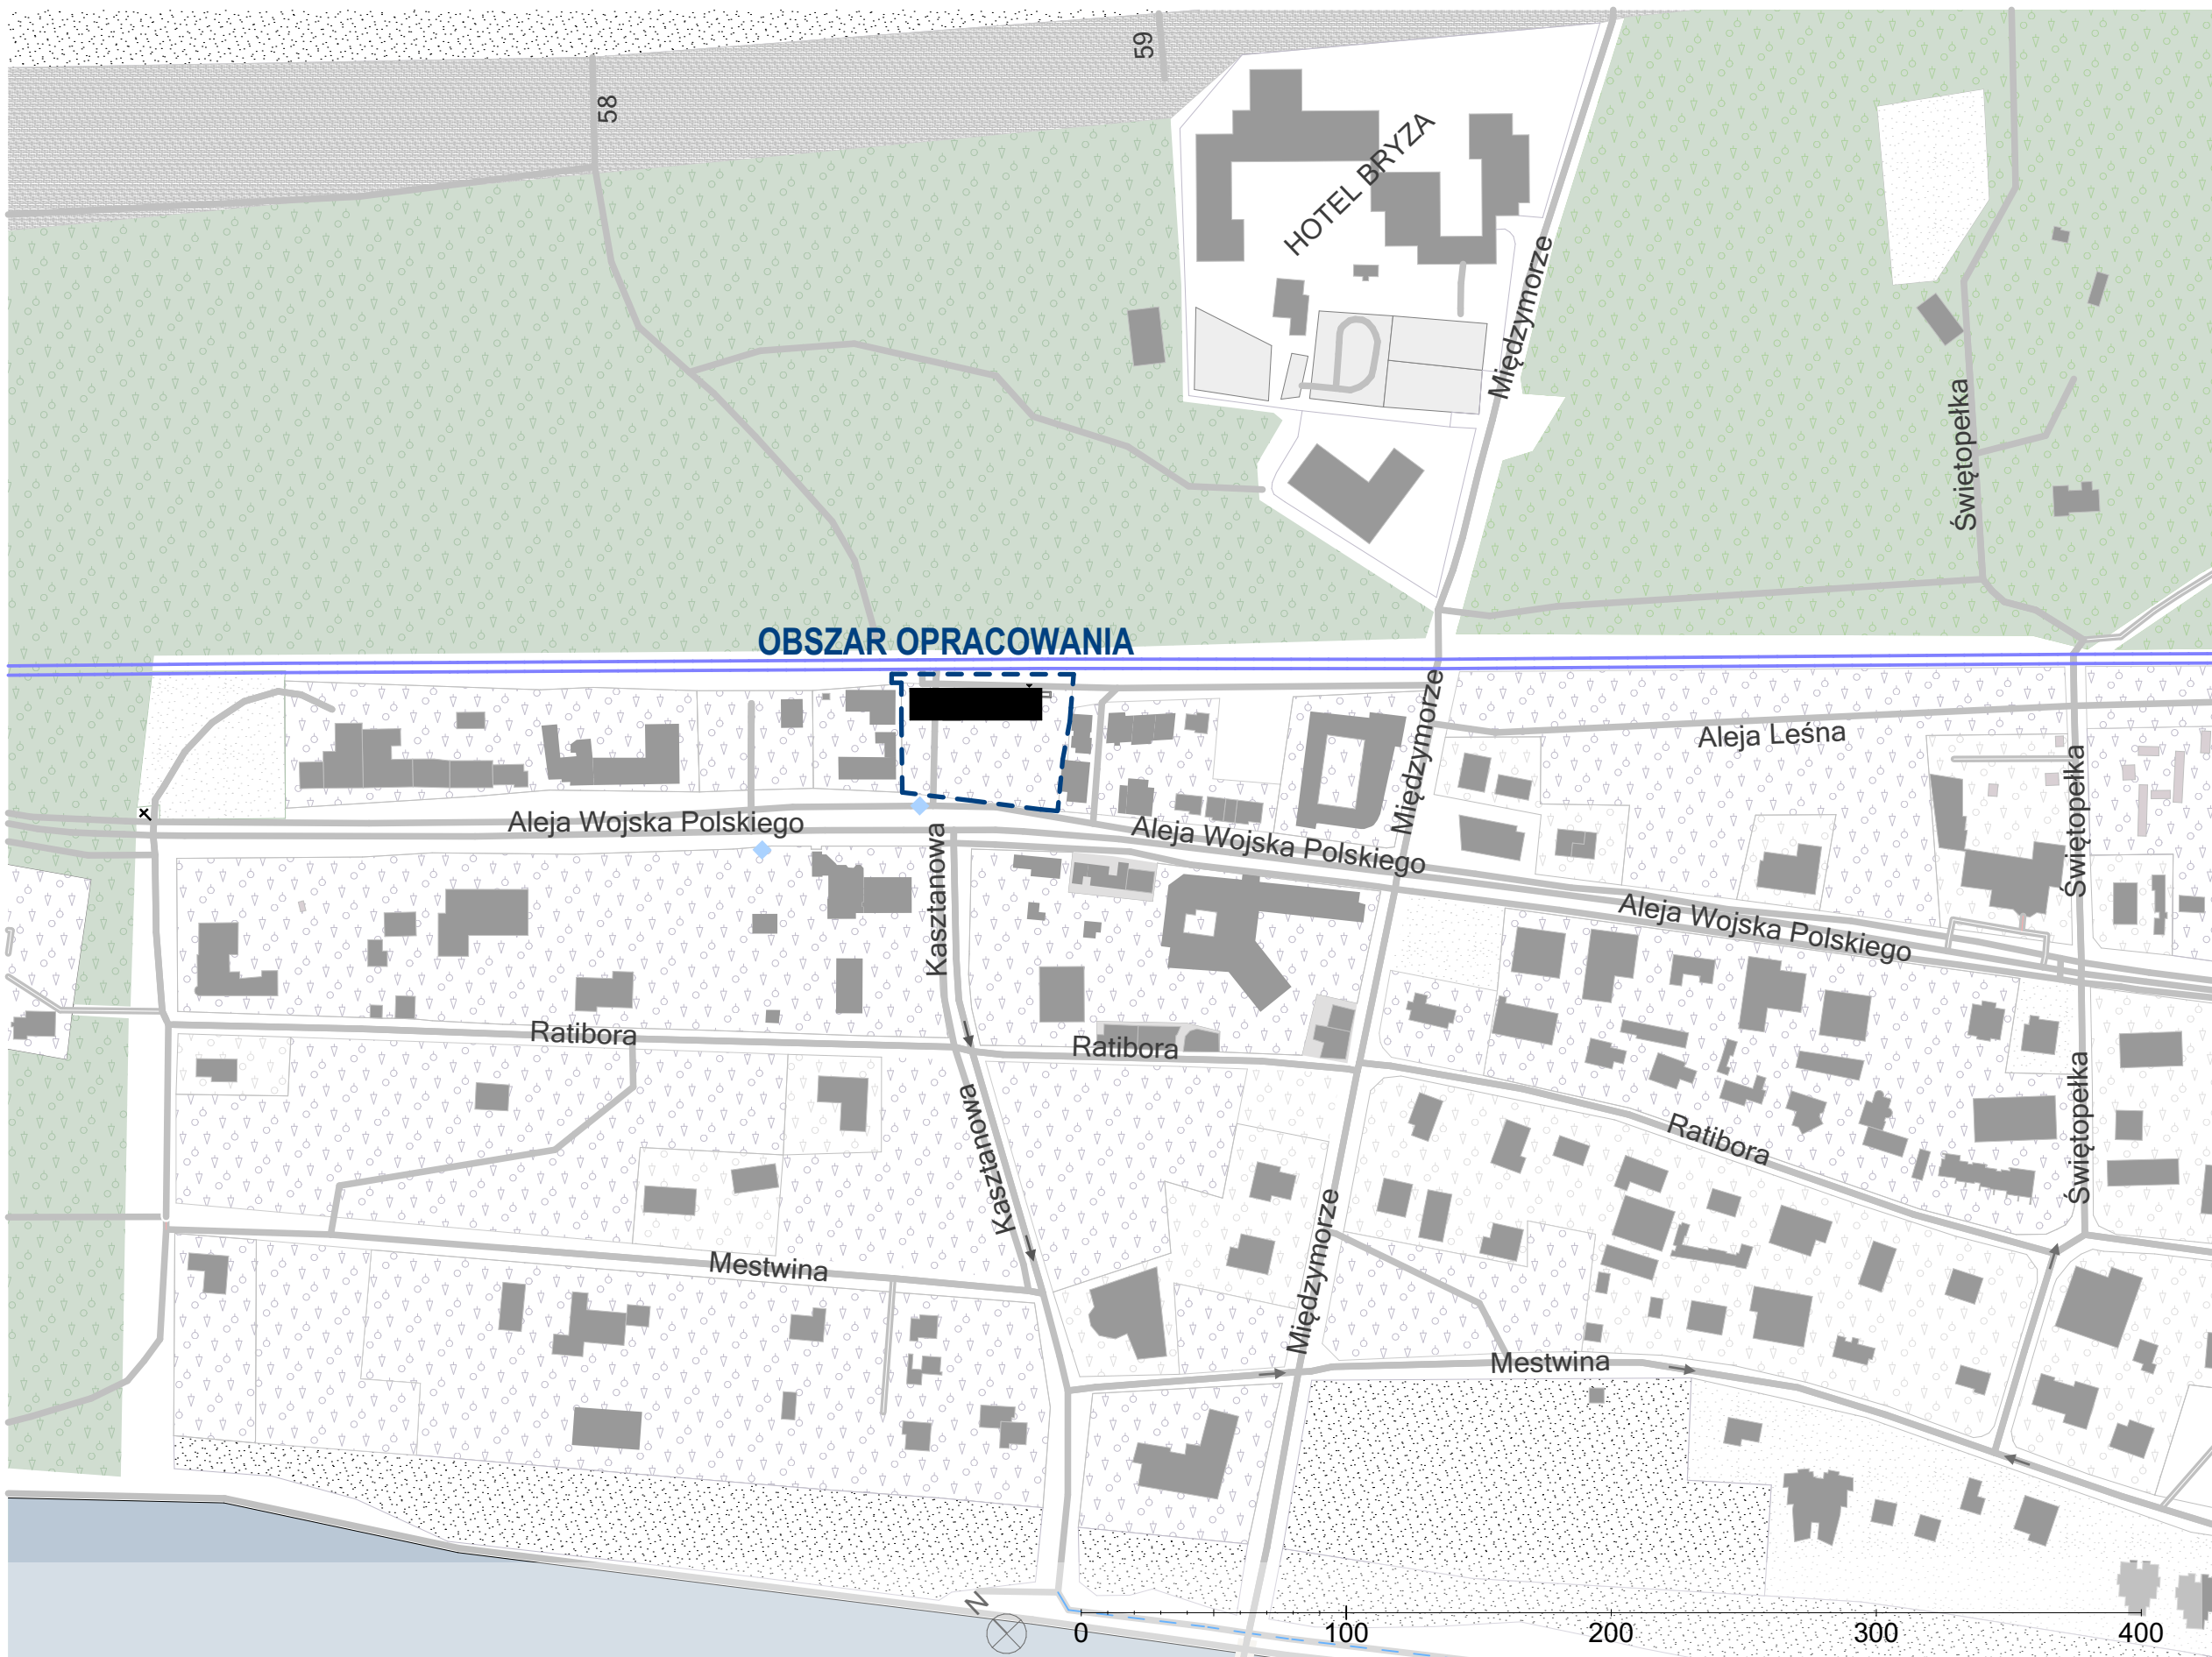 59
58
HOTEL BRYZA
Międzymorze
Świętopełka
OBSZAR OPRACOWANIA
Międzymorze
Aleja Leśna
Świętopełka
Aleja Wojska Polskiego
Aleja Wojska Polskiego
Aleja Wojska Polskiego
Kasztanowa
Ratibora
Ratibora
Ratibora
Świętopełka
Kasztanowa
Międzymorze
Mestwina
Mestwina
N
0 100 200 300 400